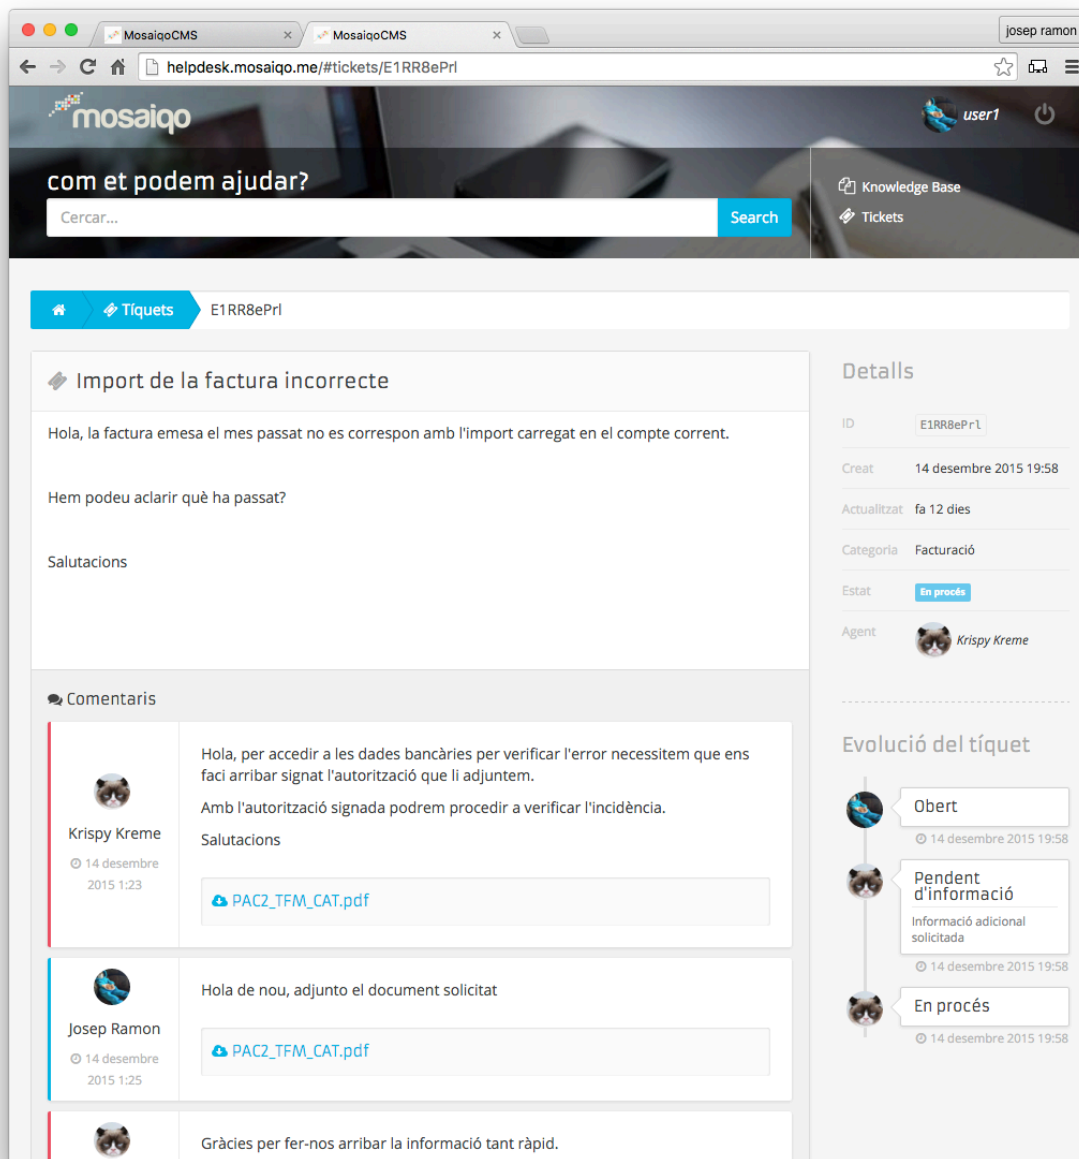 MosaiqoCMS
MosaiqoCMS
josep ramon
helpdesk.mosaiqo.me/#tickets/E1RR8ePrl
mosaiqo
user1
com et podem ajudar?
Cercar...
Search
Knowledge Base
Tickets
Tíquets
E1RR8ePrl
Import de la factura incorrecte
Hola, la factura emesa el mes passat no es correspon amb l'import carregat en el compte corrent.
Hem podeu aclarir què ha passat?
Salutacions
Comentaris
Krispy Kreme
14 desembre
2015 1:23
Hola, per accedir a les dades bancàries per verificar l'error necessitem que ens
faci arribar signat l'autorització que li adjuntem.
Amb l'autorització signada podrem procedir a verificar l'incidència.
Salutacions
PAC2_TFM_CAT.pdf
Josep Ramon
14 desembre
2015 1:25
Hola de nou, adjunto el document solicitat
PAC2_TFM_CAT.pdf
Gràcies per fer-nos arribar la informació tant ràpid.
Detalls
ID E1RR8ePrl
Creat 14 desembre 2015 19:58
Actualitzat fa 12 dies
Categoria Facturació
Estat En procés
Agent Krispy Kreme
Evolució del tíquet
Obert
14 desembre 2015 19:58
Pendent
d'informació
Informació adicional
solicitada
14 desembre 2015 19:58
En procés
14 desembre 2015 19:58